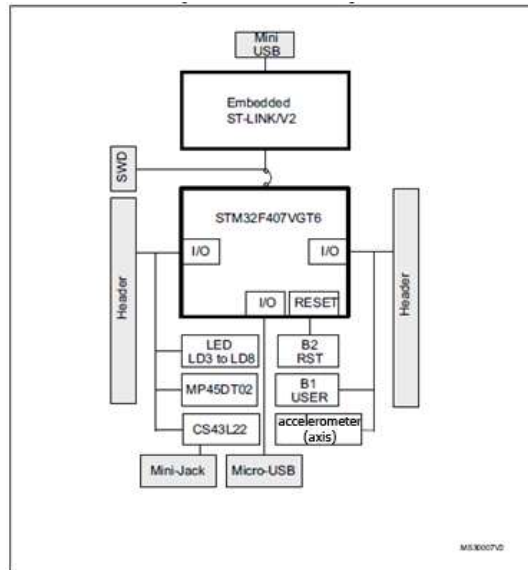 Mini
USB
Embedded
ST-LINK/V2
SWD
STM32F407VGT6
I/O
I/O
Header
Header
I/O
RESET
LED
LD3 to LD8
B2
RST
MP45DT02
B1
USER
CS43L22
accelerometer
(axis)
Mini-Jack
Micro-USB
MS30007V2